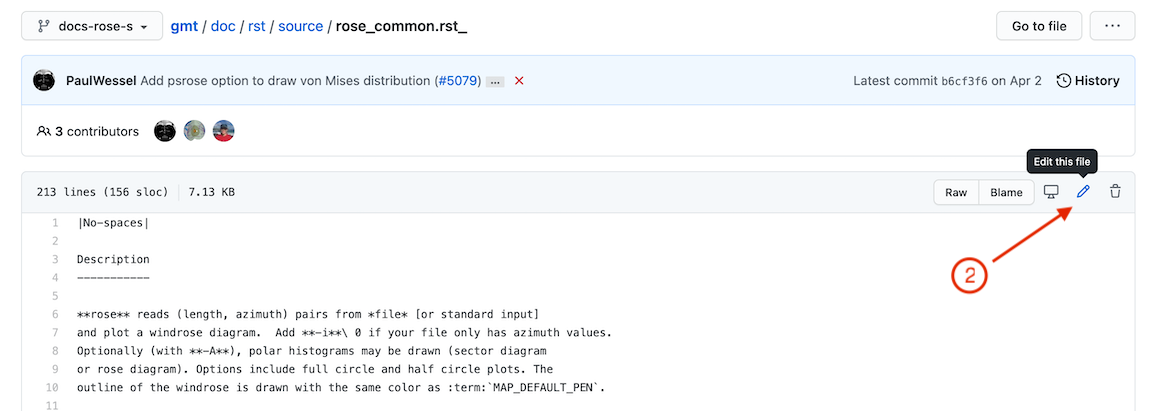 docs-rose-s gmt / doc / rst / source / rose_common.rst_ Go to file ...
PaulWessel Add psrose option to draw von Mises distribution (#5079) ... Latest commit b6cf3f6 on Apr 2 History
3 contributors
Edit this file
213 lines (156 sloc) 7.13 KB Raw Blame
2
1 |No-spaces|
2
3 Description
4 -----------
5
6 **rose** reads (length, azimuth) pairs from *file* [or standard input]
7 and plot a windrose diagram.  Add **-i**\ 0 if your file only has azimuth values.
8 Optionally (with **-A**), polar histograms may be drawn (sector diagram
9 or rose diagram). Options include full circle and half circle plots. The
10 outline of the windrose is drawn with the same color as :term:`MAP_DEFAULT_PEN`.
11